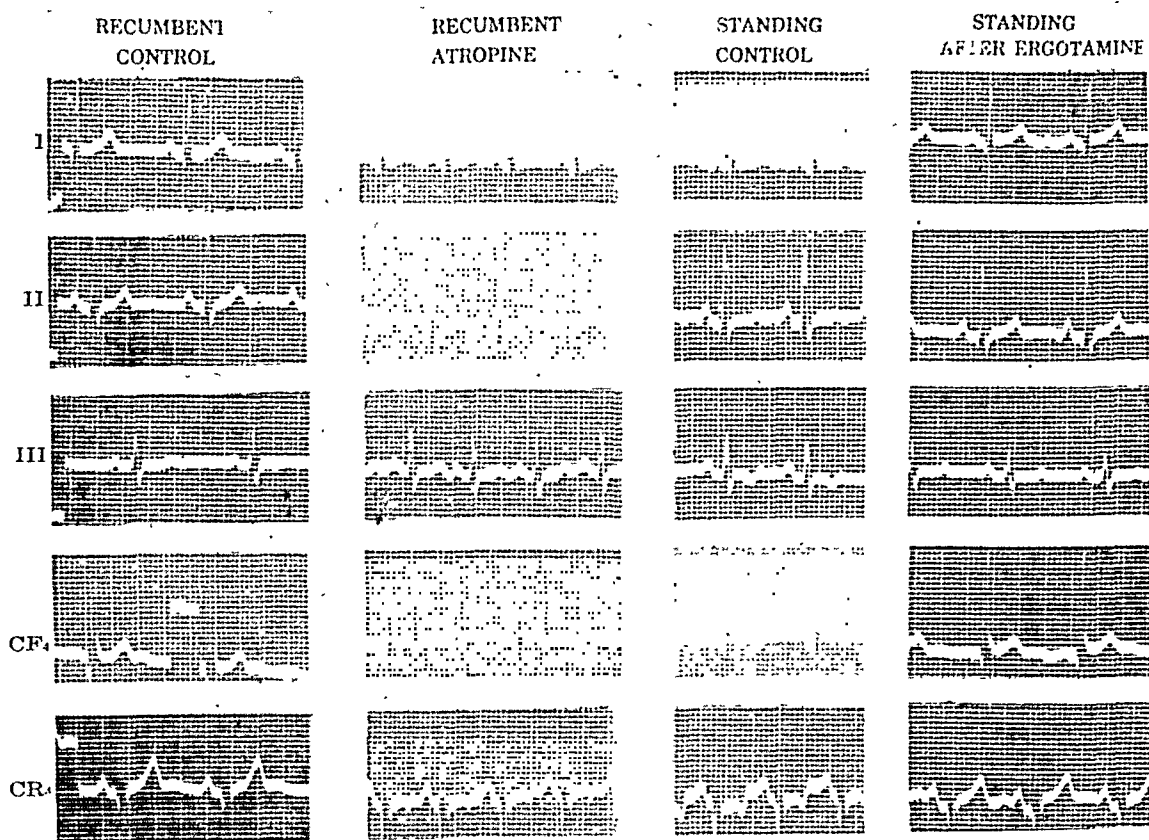 RECUMBENT
CONTROL
RECUMBENT
ATROPINE
STANDING
CONTROL
STANDING
AFTER ERGOTAMINE
I
II
III
CF₄
CR₄